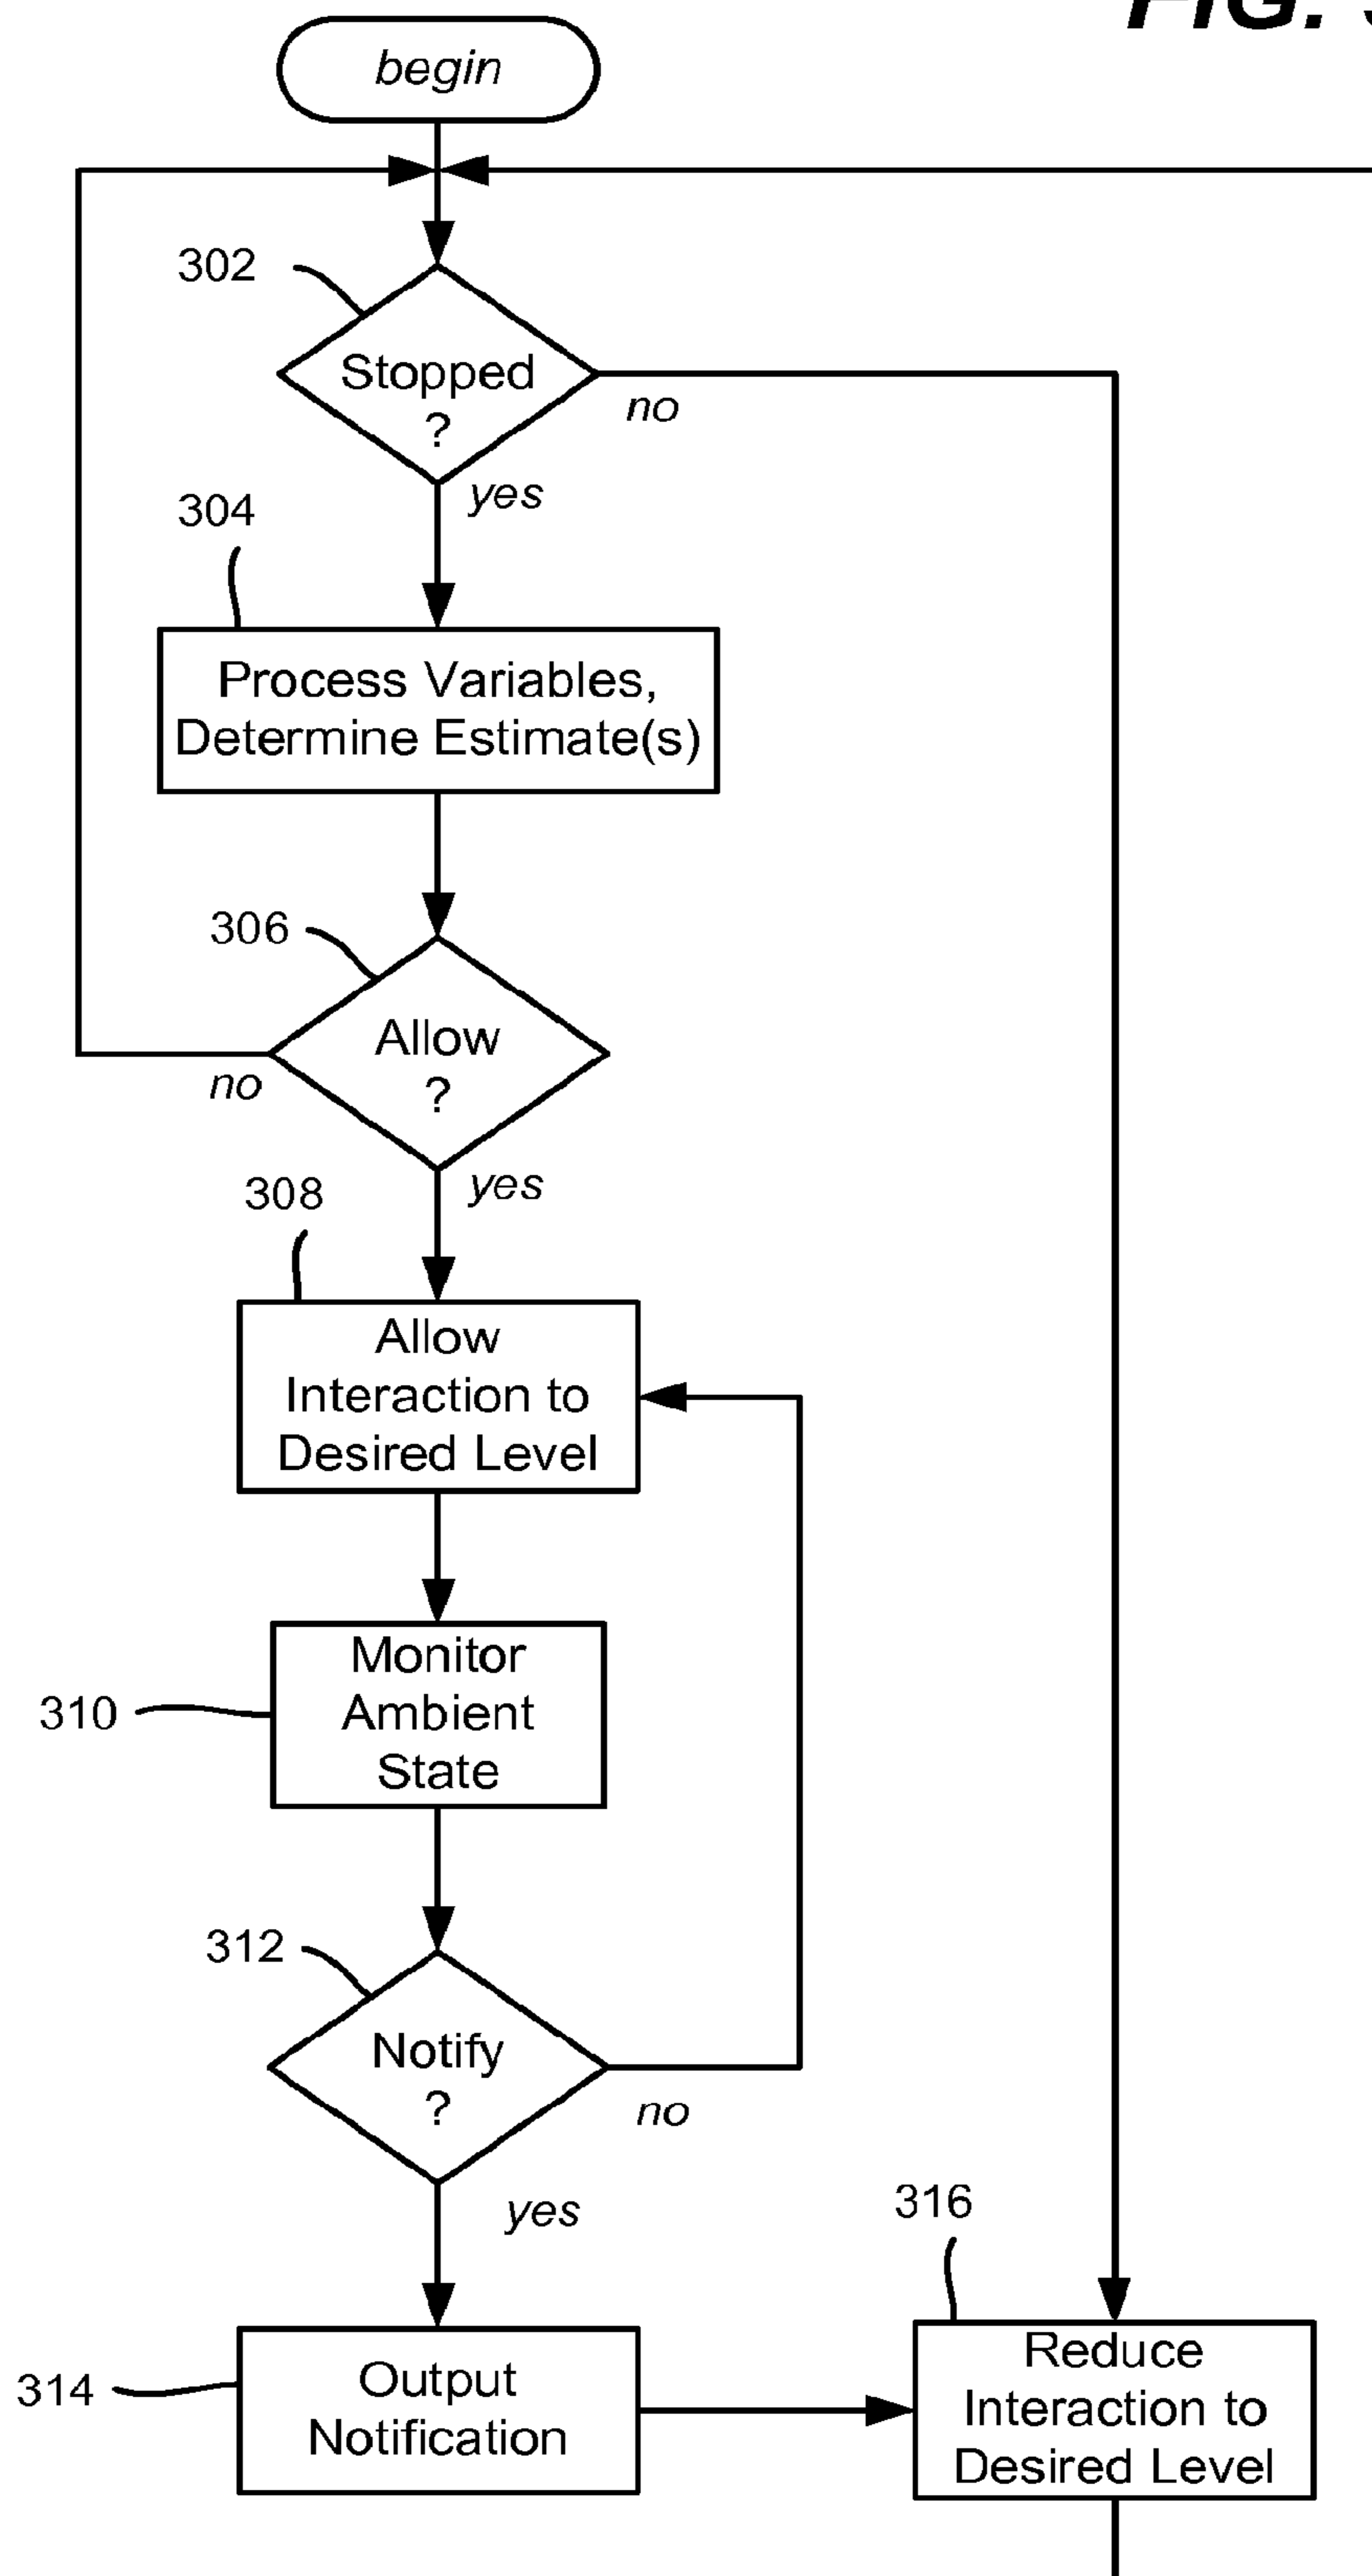 FIG.
begin
302
Stopped
?
no
yes
304
Process Variables,
Determine Estimate(s)
306
Allow
?
no
yes
308
Allow
Interaction to
Desired Level
310
Monitor
Ambient
State
312
Notify
?
no
yes
314
Output
Notification
316
Reduce
Interaction to
Desired Level